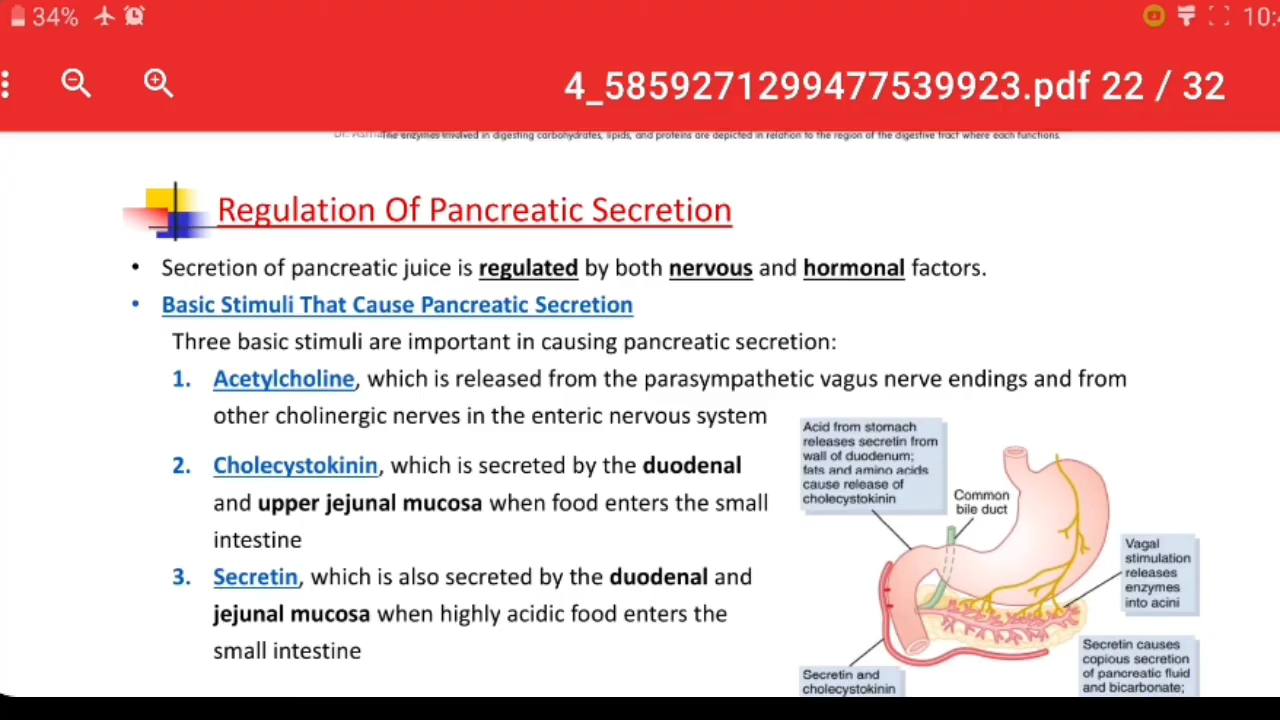 34%
10:
4_5859271299477539923.pdf 22 / 32
The enzymes involved in digesting carbohydrates, lipids, and proteins are depicted in relation to the region of the digestive tract where each functions.
Regulation Of Pancreatic Secretion
• Secretion of pancreatic juice is regulated by both nervous and hormonal factors.
• Basic Stimuli That Cause Pancreatic Secretion
Three basic stimuli are important in causing pancreatic secretion:
1. Acetylcholine, which is released from the parasympathetic vagus nerve endings and from
other cholinergic nerves in the enteric nervous system
2. Cholecystokinin, which is secreted by the duodenal
and upper jejunal mucosa when food enters the small
intestine
3. Secretin, which is also secreted by the duodenal and
jejunal mucosa when highly acidic food enters the
small intestine
Acid from stomach
releases secretin from
wall of duodenum;
fats and amino acids
cause release of
cholecystokinin
Common
bile duct
Vagal
stimulation
releases
enzymes
into acini
Secretin causes
copious secretion
of pancreatic fluid
and bicarbonate;
Secretin and
cholecystokinin